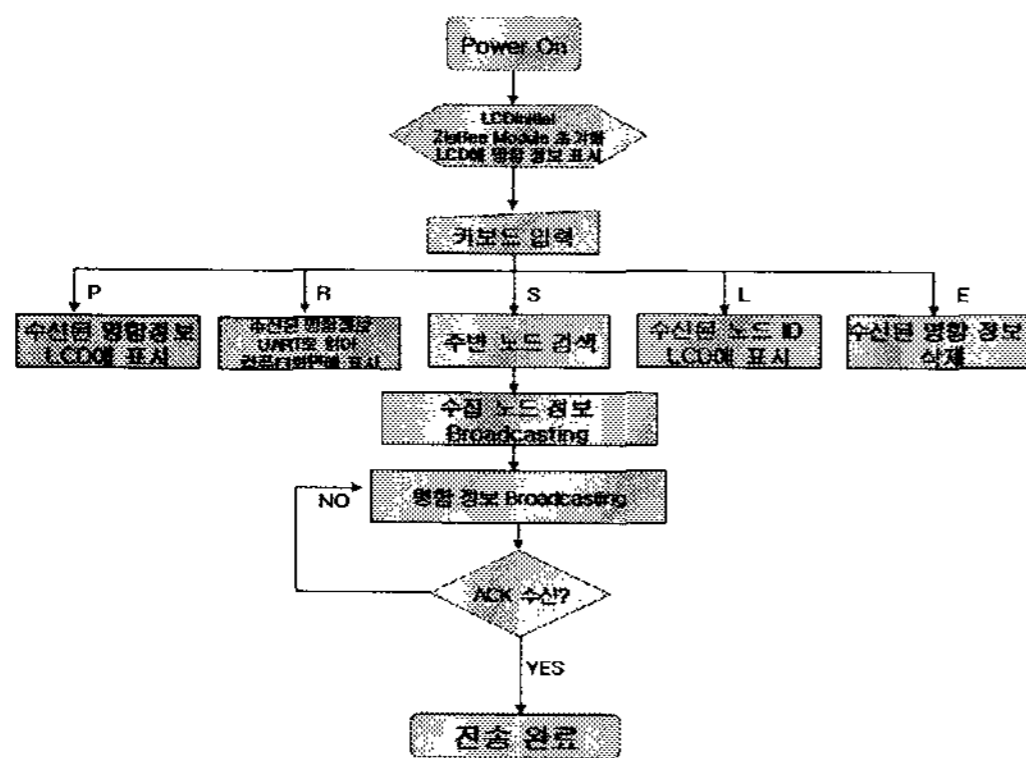 Power On
LCD Initial
ZigBee Module 초기화
LCD에 명함 정보 표시
키보드 입력
P
R
S
L
E
수신된 명함정보
LCD에 표시
수신된 명함정보
UART로 읽어
컴퓨터화면에 표시
주변 노드 검색
수신된 노드 ID
LCD에 표시
수신된 명함 정보
삭제
수집 노드 정보
Broadcasting
NO
명함 정보 Broadcasting
ACK 수신?
YES
전송 완료